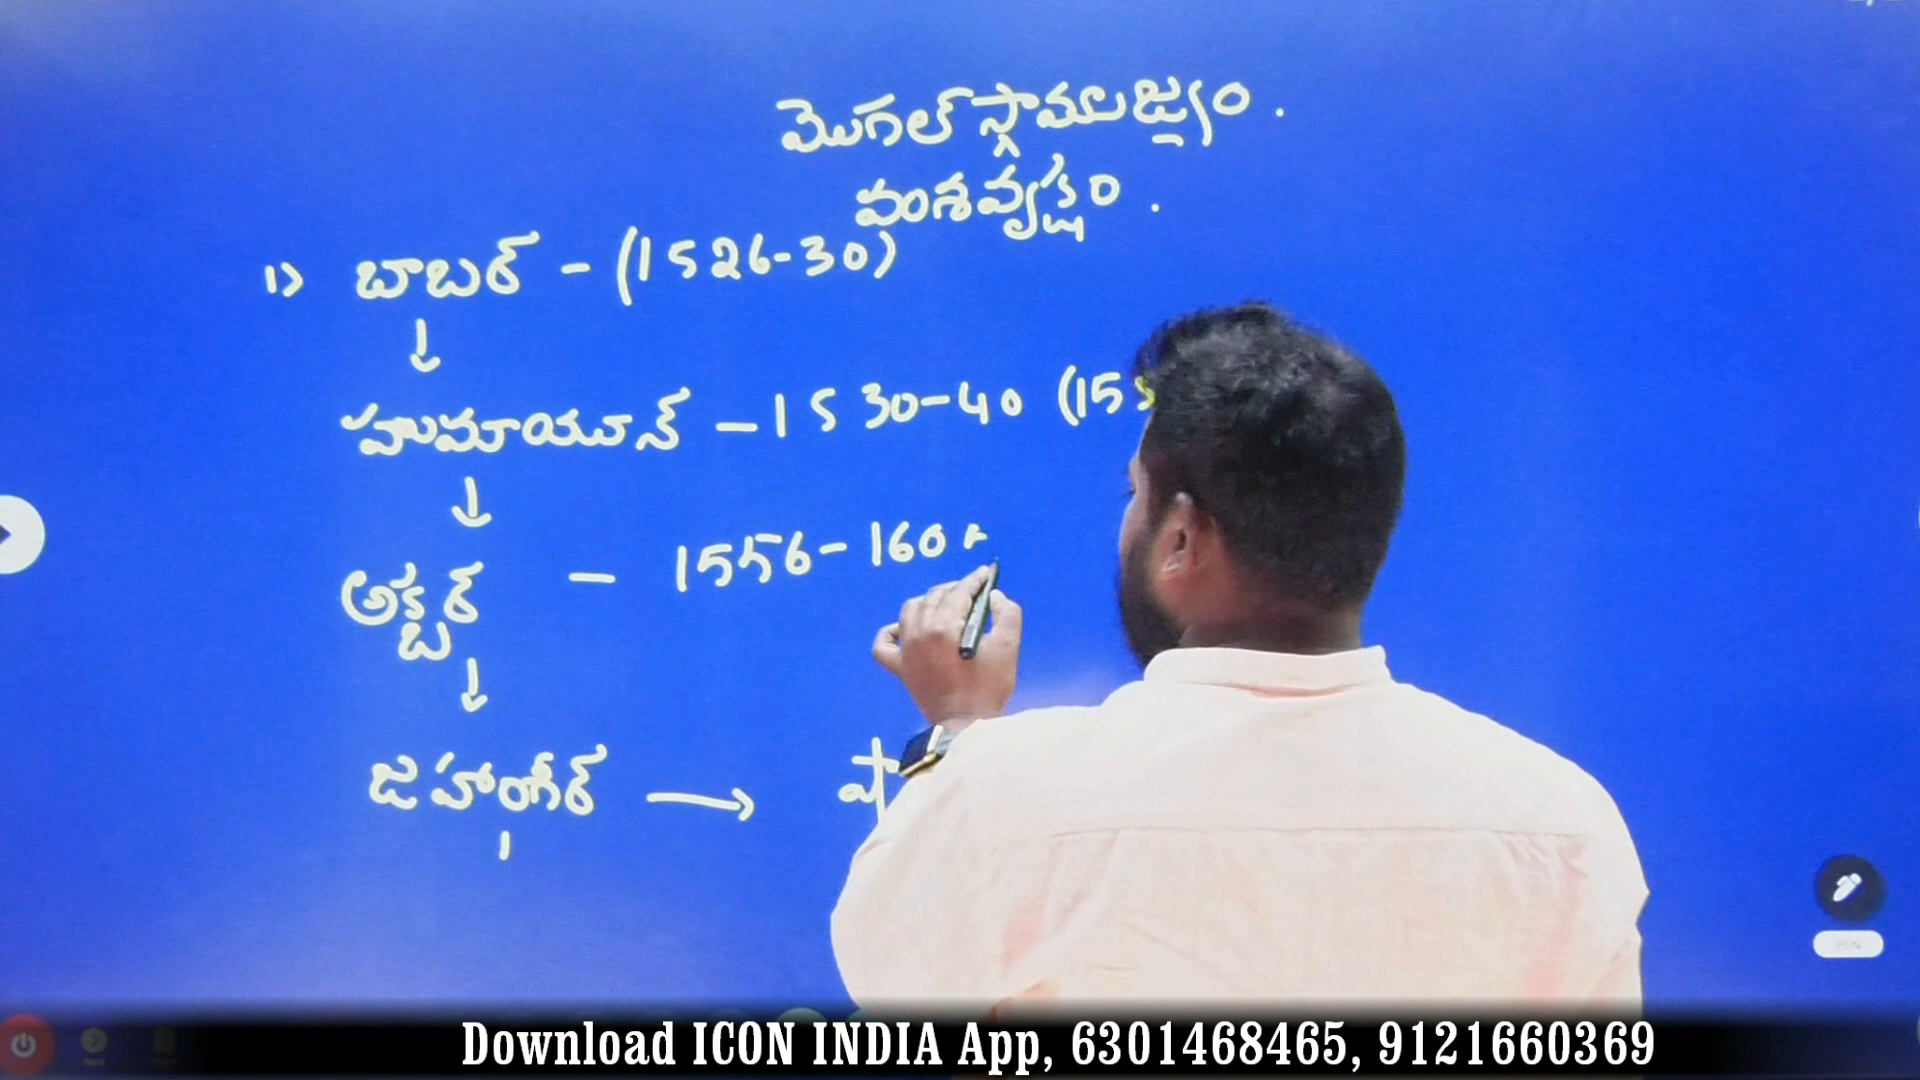 మొగల్ సామ్రాజ్యం .
వంశవృక్షం .
1) బాబర్ - (1526-30)
↓
హుమాయూన్ - 1530-40 (155
↓
అక్బర్ - 1556-160
↓
జహాంగీర్ → షా
Download ICON INDIA App, 6301468465, 9121660369